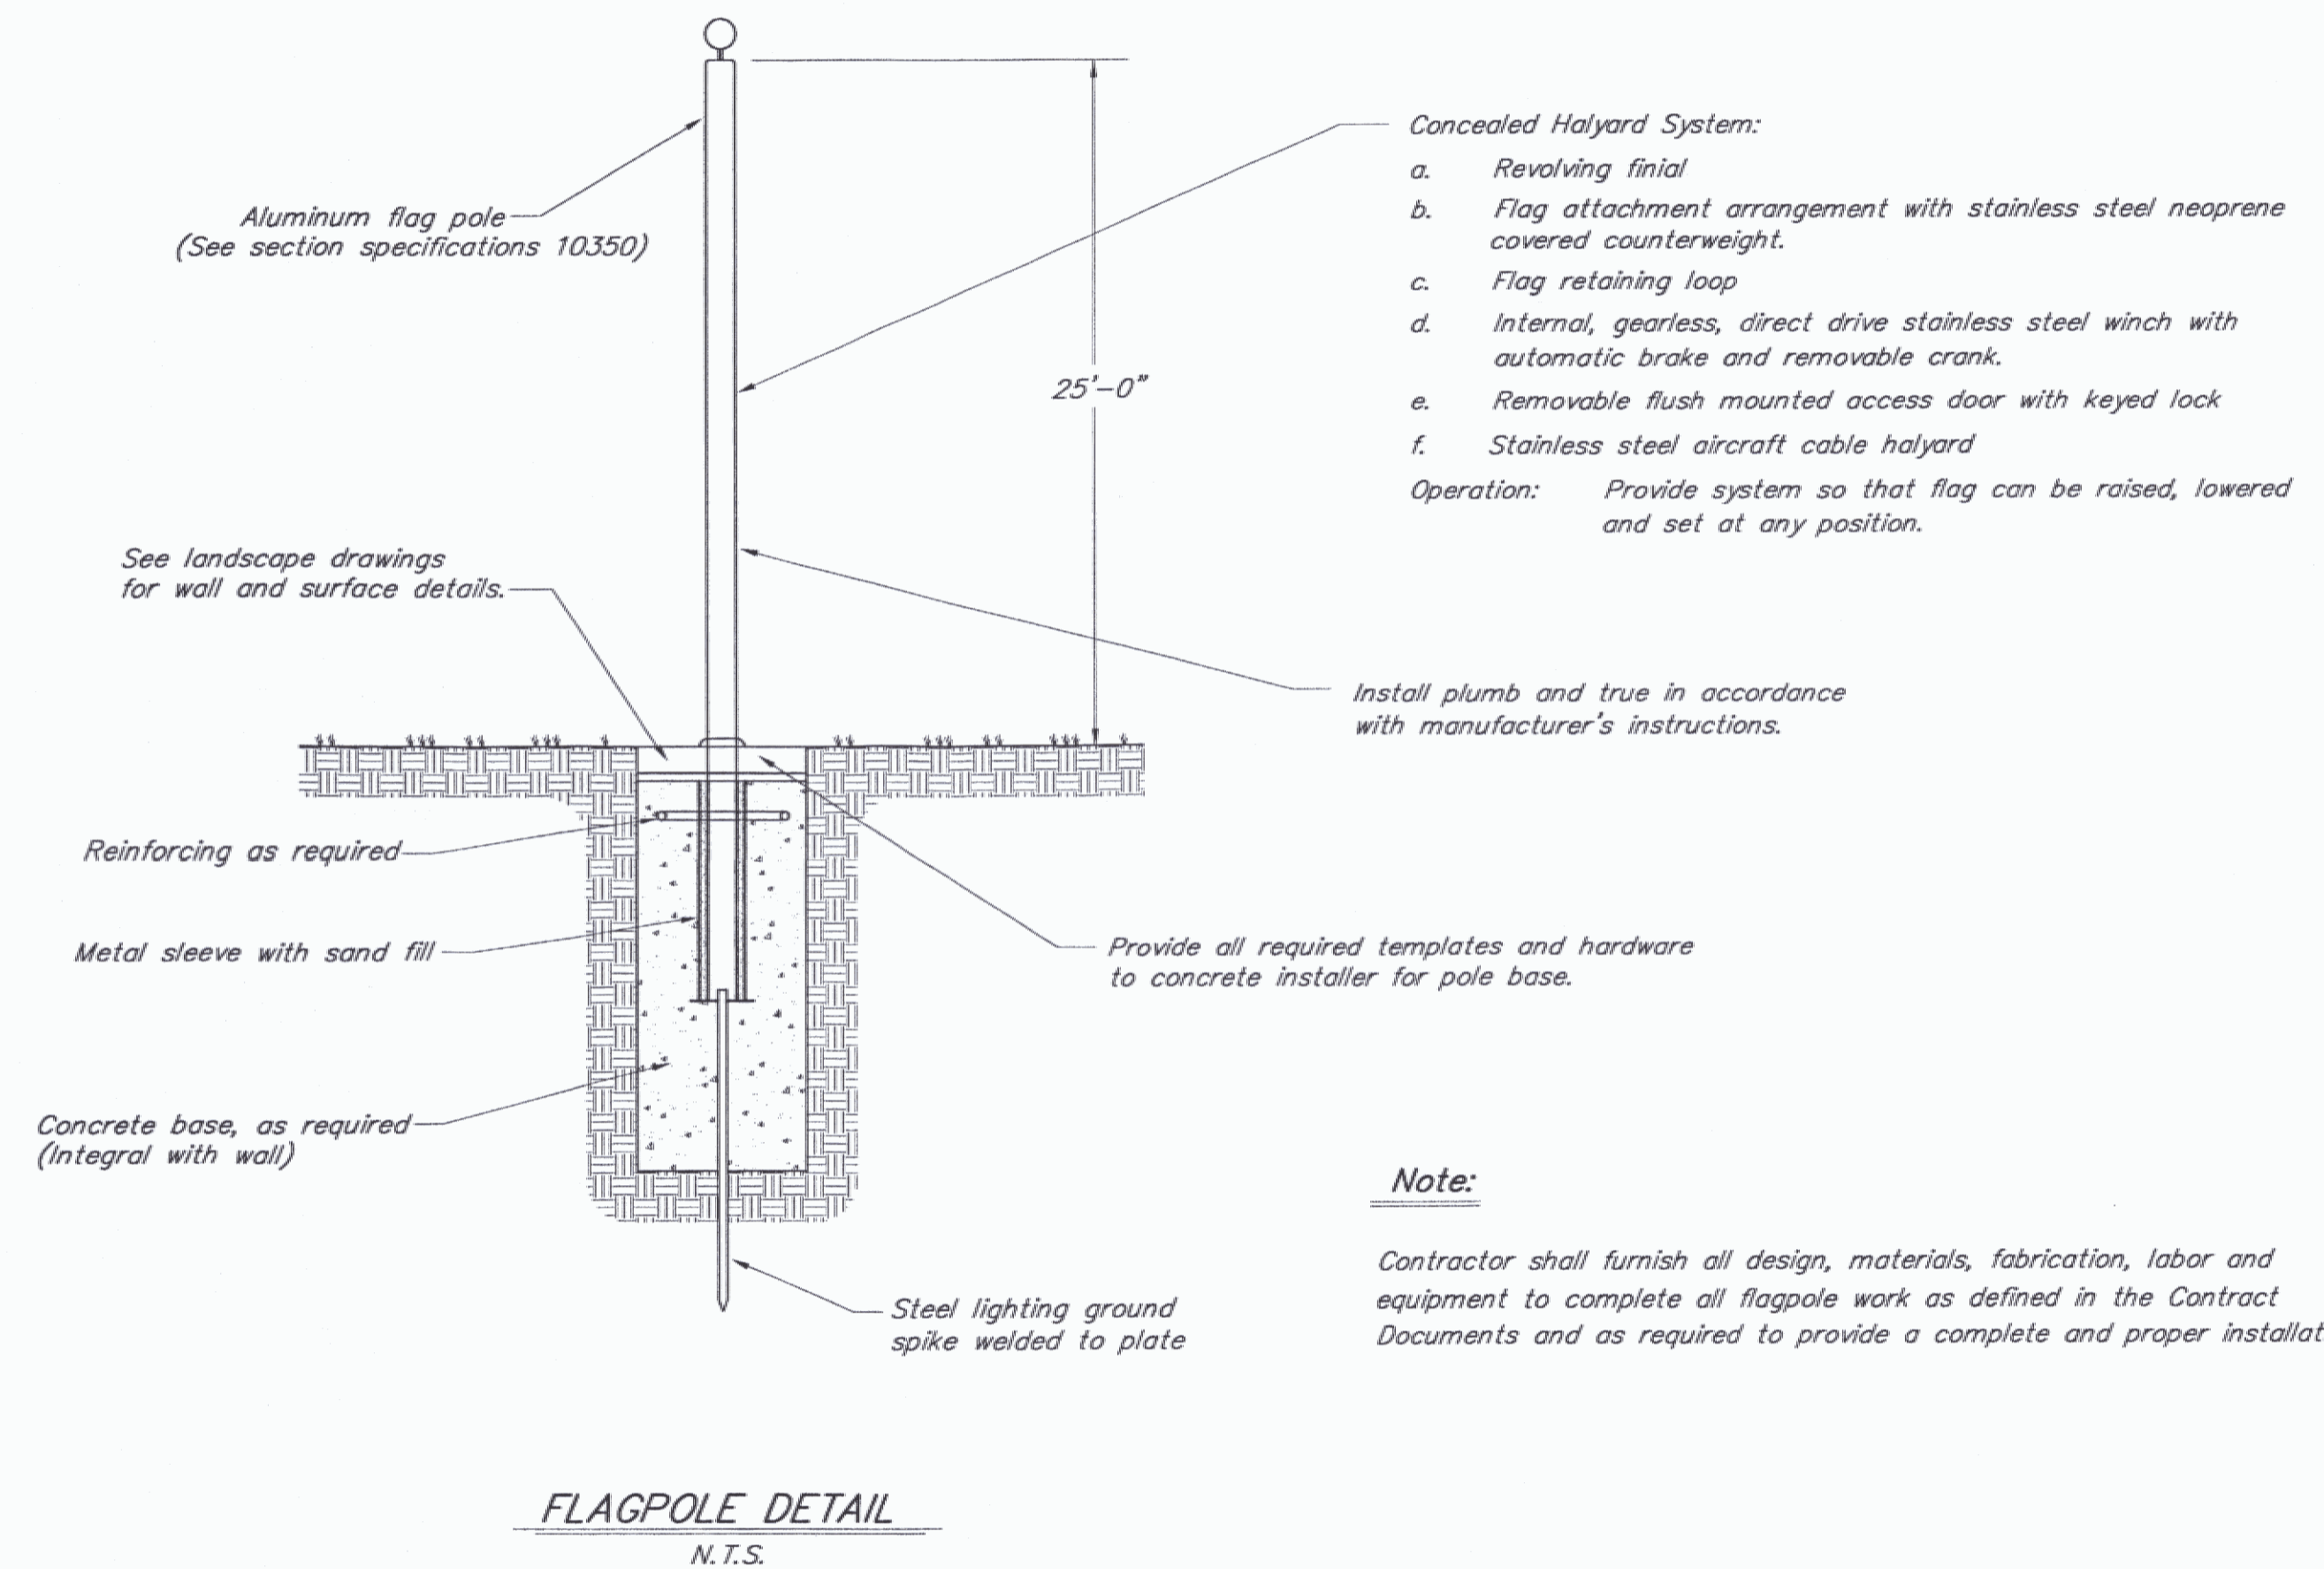 Concealed Halyard System:
a. Revolving finial
b. Flag attachment arrangement with stainless steel neoprene
covered counterweight.
c. Flag retaining loop
d. Internal, gearless, direct drive stainless steel winch with
automatic brake and removable crank.
e. Removable flush mounted access door with keyed lock
f. Stainless steel aircraft cable halyard
Operation: Provide system so that flag can be raised, lowered
and set at any position.
Aluminum flag pole
(See section specifications 10350)
25'-0"
See landscape drawings
for wall and surface details.
Install plumb and true in accordance
with manufacturer's instructions.
Reinforcing as required
Metal sleeve with sand fill
Provide all required templates and hardware
to concrete installer for pole base.
Concrete base, as required
(Integral with wall)
Steel lighting ground
spike welded to plate
Note:
Contractor shall furnish all design, materials, fabrication, labor and
equipment to complete all flagpole work as defined in the Contract
Documents and as required to provide a complete and proper installat
FLAGPOLE DETAIL
N.T.S.